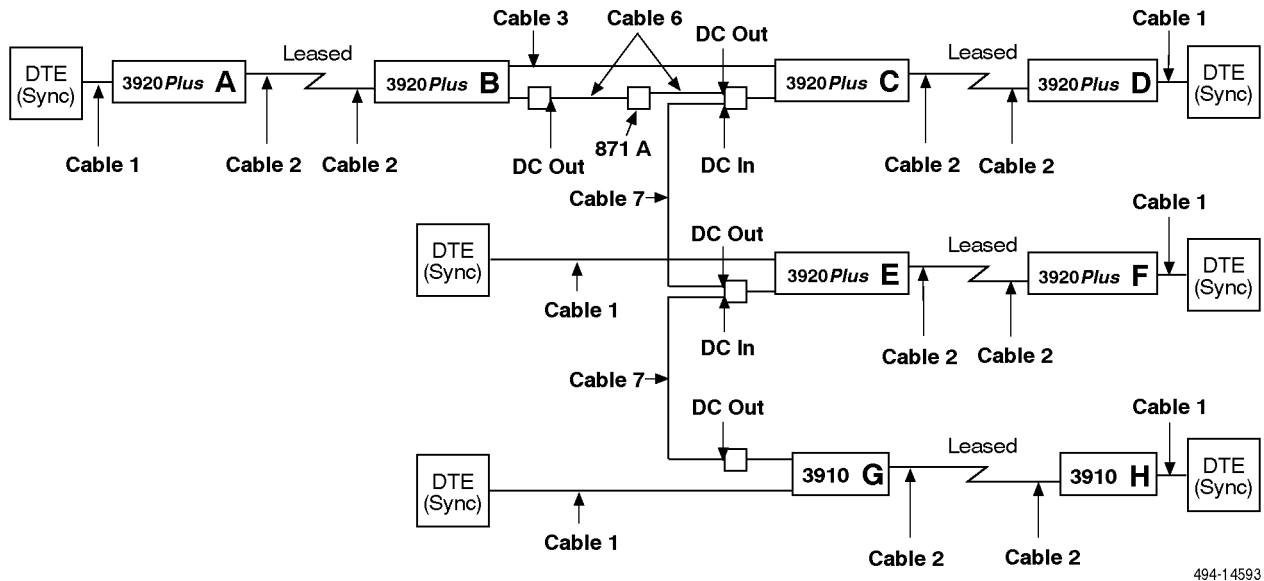 Cable 3
Cable 6
Cable 1
DC Out
Leased
Leased
DTE
(Sync)
3920Plus A
3920Plus B
3920Plus C
3920Plus D
DTE
(Sync)
Cable 1
Cable 2
Cable 2
DC Out
871 A
DC In
Cable 2
Cable 2
Cable 7
Cable 1
DC Out
Leased
DTE
(Sync)
3920Plus E
3920Plus F
DTE
(Sync)
Cable 1
DC In
Cable 2
Cable 2
Cable 7
DC Out
Cable 1
Leased
DTE
(Sync)
3910 G
3910 H
DTE
(Sync)
Cable 1
Cable 2
Cable 2
494-14593